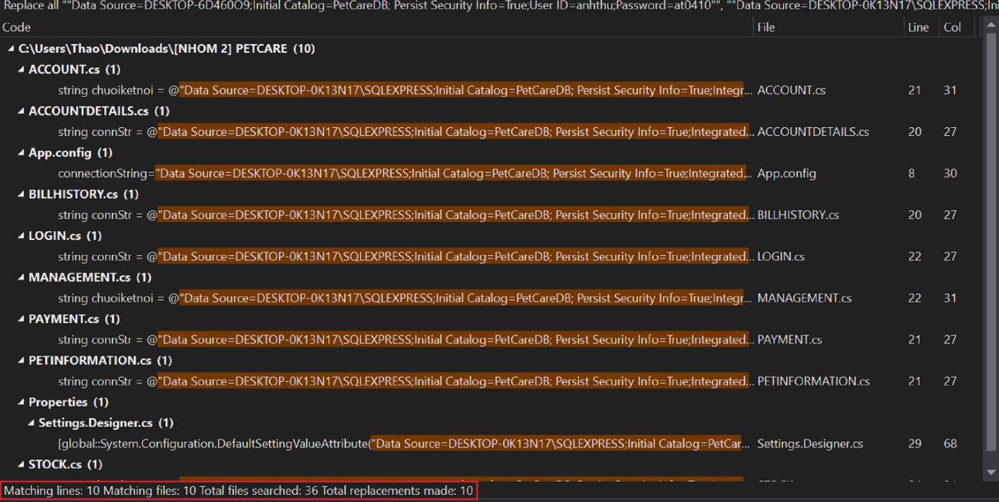 Replace all ""Data Source=DESKTOP-6D460O9;Initial Catalog=PetCareDB; Persist Security Info=True;User ID=anhthu;Password=at0410"", ""Data Source=DESKTOP-0K13N17\SQLEXPRESS;Ini
Code File Line Col
C:\Users\Thao\Downloads\[NHOM 2] PETCARE (10)
ACCOUNT.cs (1)
string chuoiketnoi = @"Data Source=DESKTOP-0K13N17\SQLEXPRESS;Initial Catalog=PetCareDB; Persist Security Info=True;Integr... ACCOUNT.cs 21 31
ACCOUNTDETAILS.cs (1)
string connStr = @"Data Source=DESKTOP-0K13N17\SQLEXPRESS;Initial Catalog=PetCareDB; Persist Security Info=True;Integrated... ACCOUNTDETAILS.cs 20 27
App.config (1)
connectionString="Data Source=DESKTOP-0K13N17\SQLEXPRESS;Initial Catalog=PetCareDB; Persist Security Info=True;Integrated... App.config 8 30
BILLHISTORY.cs (1)
string connStr = @"Data Source=DESKTOP-0K13N17\SQLEXPRESS;Initial Catalog=PetCareDB; Persist Security Info=True;Integrated... BILLHISTORY.cs 20 27
LOGIN.cs (1)
string connStr = @"Data Source=DESKTOP-0K13N17\SQLEXPRESS;Initial Catalog=PetCareDB; Persist Security Info=True;Integrated... LOGIN.cs 22 27
MANAGEMENT.cs (1)
string chuoiketnoi = @"Data Source=DESKTOP-0K13N17\SQLEXPRESS;Initial Catalog=PetCareDB; Persist Security Info=True;Integr... MANAGEMENT.cs 22 31
PAYMENT.cs (1)
string connStr = @"Data Source=DESKTOP-0K13N17\SQLEXPRESS;Initial Catalog=PetCareDB; Persist Security Info=True;Integrated... PAYMENT.cs 21 27
PETINFORMATION.cs (1)
string connStr = @"Data Source=DESKTOP-0K13N17\SQLEXPRESS;Initial Catalog=PetCareDB; Persist Security Info=True;Integrated... PETINFORMATION.cs 21 27
Properties (1)
Settings.Designer.cs (1)
[global::System.Configuration.DefaultSettingValueAttribute("Data Source=DESKTOP-0K13N17\SQLEXPRESS;Initial Catalog=PetCar... Settings.Designer.cs 29 68
STOCK.cs (1)
Matching lines: 10 Matching files: 10 Total files searched: 36 Total replacements made: 10